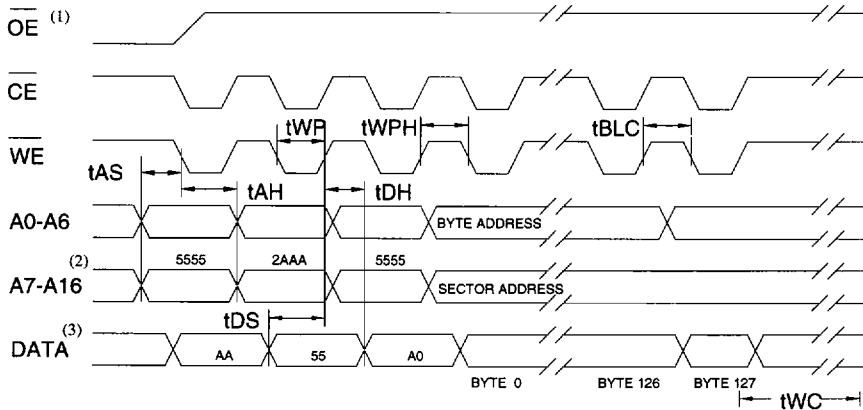 OE (1)
CE
tWP tWPH tBLC
WE
tAS tAH tDH
A0-A6 BYTE ADDRESS
A7-A16 (2) 5555 2AAA 5555 SECTOR ADDRESS
tDS
DATA (3) AA 55 A0
BYTE 0 BYTE 126 BYTE 127
tWC